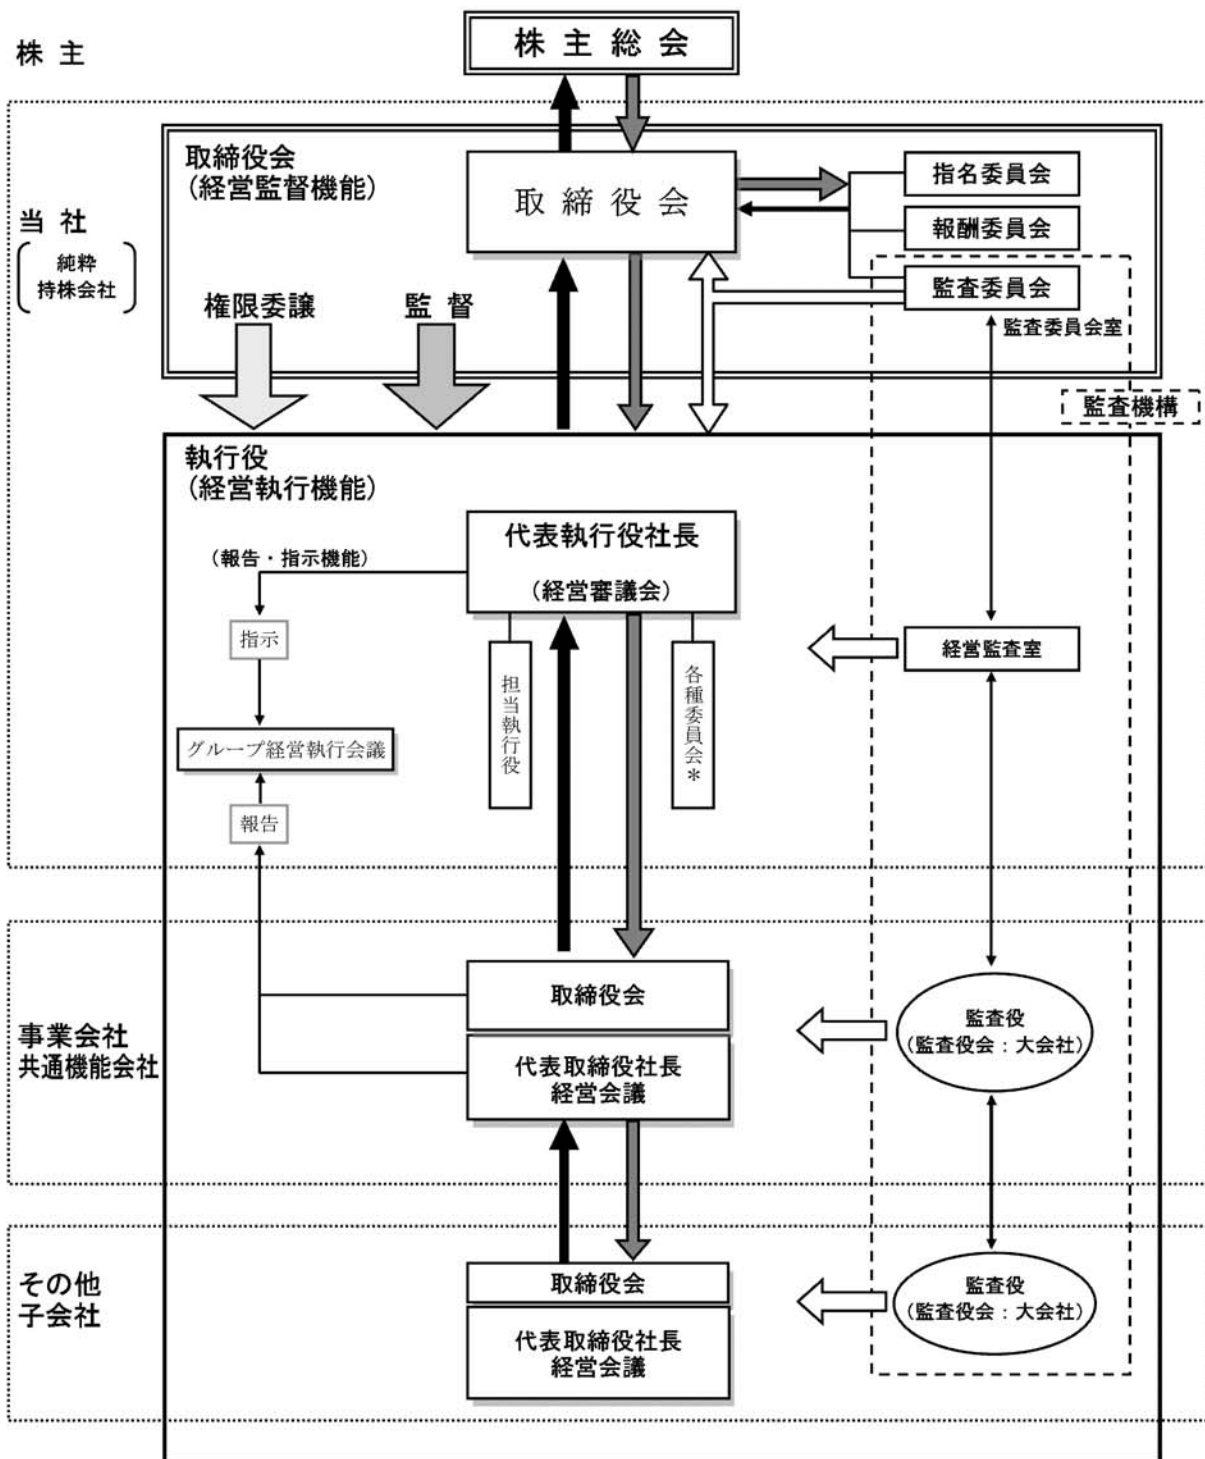 株主
株主総会
取締役会
(経営監督機能)
取締役会
指名委員会
報酬委員会
監査委員会
監査委員会室
当社
純粋
持株会社
権限委譲
監督
監査機構
執行役
(経営執行機能)
代表執行役社長
(経営審議会)
(報告・指示機能)
指示
担当執行役
各種委員会*
経営監査室
グループ経営執行会議
報告
取締役会
事業会社
共通機能会社
代表取締役社長
経営会議
監査役
(監査役会:大会社)
その他
子会社
取締役会
代表取締役社長
経営会議
監査役
(監査役会:大会社)